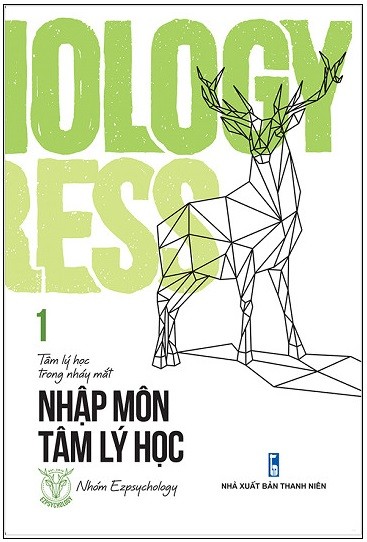 IOLOGY
RESS
1
Tâm lý học
trong nháy mắt
NHẬP MÔN
TÂM LÝ HỌC
EZPSYCHOLOGY
Nhóm Ezpsychology
NHÀ XUẤT BẢN THANH NIÊN